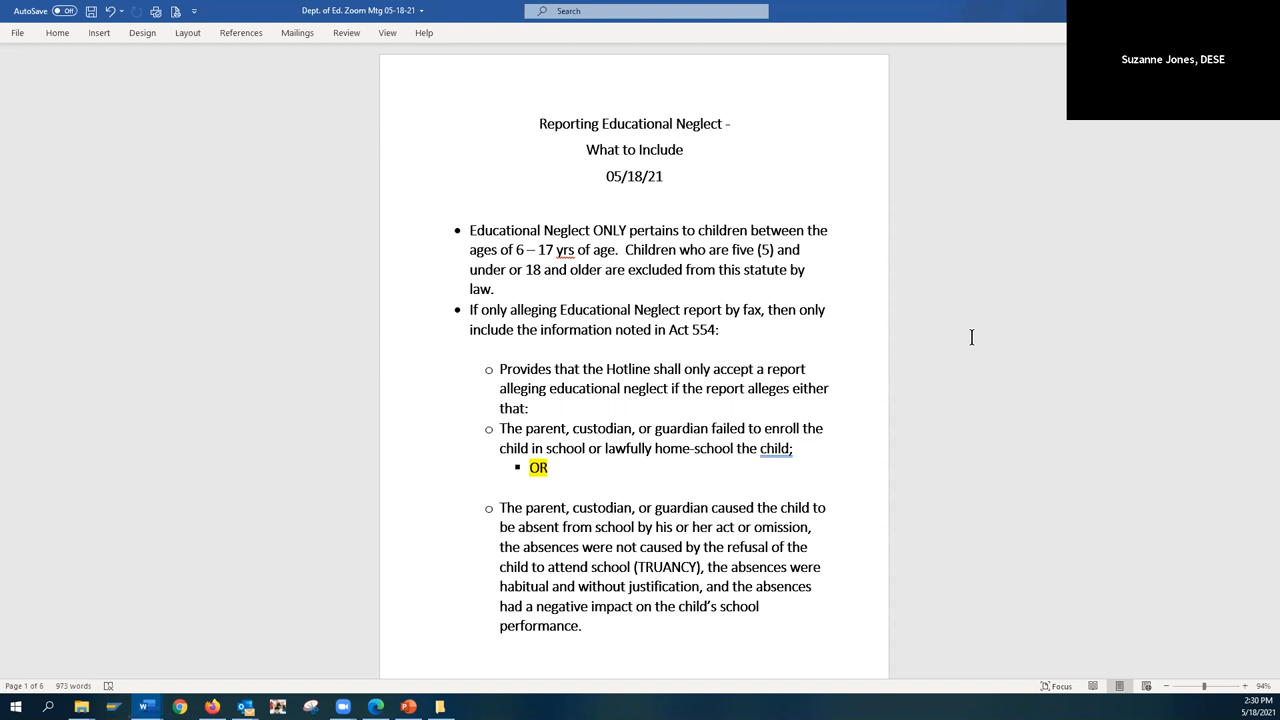 AutoSave Off Dept. of Ed. Zoom Mtg 05-18-21 Search
File Home Insert Design Layout References Mailings Review View Help
Suzanne Jones, DESE
Reporting Educational Neglect -
What to Include
05/18/21
• Educational Neglect ONLY pertains to children between the
ages of 6 – 17 yrs of age. Children who are five (5) and
under or 18 and older are excluded from this statute by
law.
• If only alleging Educational Neglect report by fax, then only
include the information noted in Act 554:
o Provides that the Hotline shall only accept a report
alleging educational neglect if the report alleges either
that:
o The parent, custodian, or guardian failed to enroll the
child in school or lawfully home-school the child;
▪ OR
o The parent, custodian, or guardian caused the child to
be absent from school by his or her act or omission,
the absences were not caused by the refusal of the
child to attend school (TRUANCY), the absences were
habitual and without justification, and the absences
had a negative impact on the child's school
performance.
Page 1 of 6 973 words Focus 94%
2:30 PM
5/18/2021